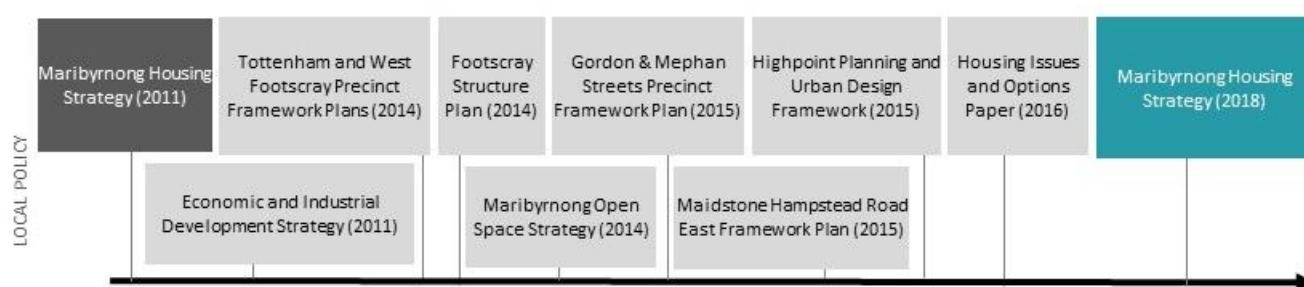 LOCAL POLICY
Maribyrnong Housing
Strategy (2011)
Tottenham and West
Footscray Precinct
Framework Plans (2014)
Footscray
Structure
Plan (2014)
Gordon & Mephan
Streets Precinct
Framework Plan (2015)
Highpoint Planning and
Urban Design
Framework (2015)
Housing Issues
and Options
Paper (2016)
Maribyrnong Housing
Strategy (2018)
Economic and Industrial
Development Strategy (2011)
Maribyrnong Open
Space Strategy (2014)
Maidstone Hampstead Road
East Framework Plan (2015)